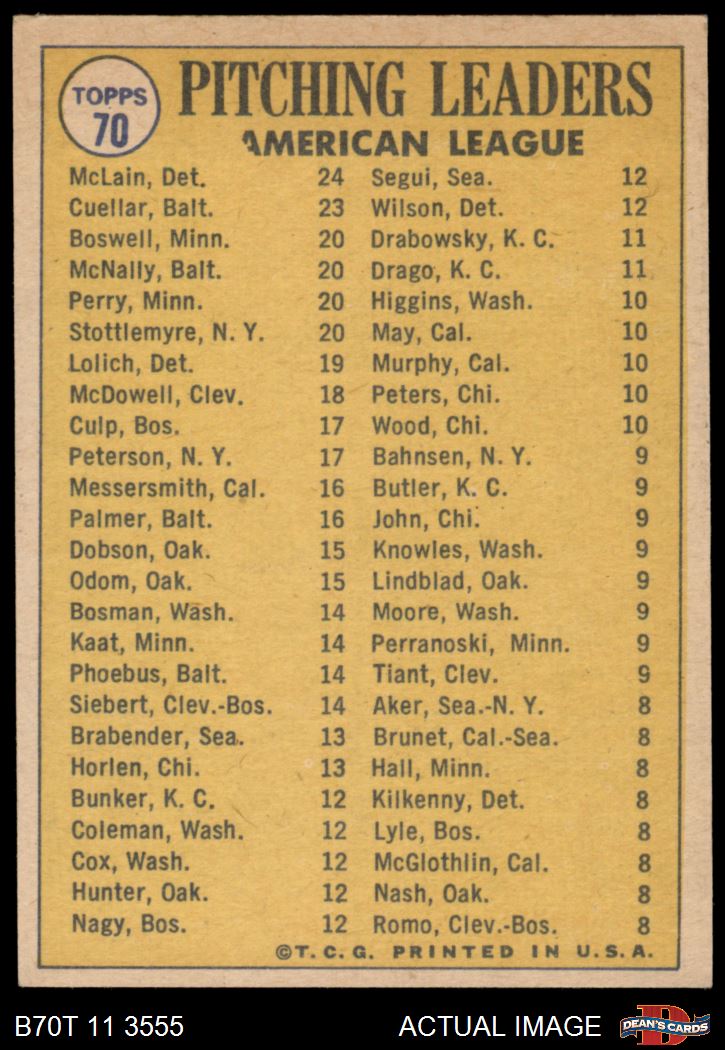 TOPPS
70
PITCHING LEADERS
AMERICAN LEAGUE
McLain, Det. 24 Segui, Sea. 12
Cuellar, Balt. 23 Wilson, Det. 12
Boswell, Minn. 20 Drabowsky, K. C. 11
McNally, Balt. 20 Drago, K. C. 11
Perry, Minn. 20 Higgins, Wash. 10
Stottlemyre, N. Y. 20 May, Cal. 10
Lolich, Det. 19 Murphy, Cal. 10
McDowell, Clev. 18 Peters, Chi. 10
Culp, Bos. 17 Wood, Chi. 10
Peterson, N. Y. 17 Bahnsen, N. Y. 9
Messersmith, Cal. 16 Butler, K. C. 9
Palmer, Balt. 16 John, Chi. 9
Dobson, Oak. 15 Knowles, Wash. 9
Odom, Oak. 15 Lindblad, Oak. 9
Bosman, Wash. 14 Moore, Wash. 9
Kaat, Minn. 14 Perranoski, Minn. 9
Phoebus, Balt. 14 Tiant, Clev. 9
Siebert, Clev.-Bos. 14 Aker, Sea.-N. Y. 8
Brabender, Sea. 13 Brunet, Cal.-Sea. 8
Horlen, Chi. 13 Hall, Minn. 8
Bunker, K. C. 12 Kilkenny, Det. 8
Coleman, Wash. 12 Lyle, Bos. 8
Cox, Wash. 12 McGlothlin, Cal. 8
Hunter, Oak. 12 Nash, Oak. 8
Nagy, Bos. 12 Romo, Clev.-Bos. 8
©T. C. G. PRINTED IN U. S. A.
B70T 11 3555 ACTUAL IMAGE D DEAN'S CARDS